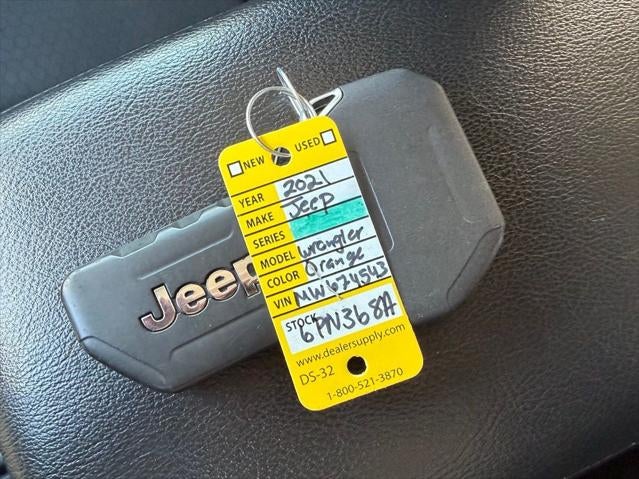 NEW USED
YEAR 2021
MAKE Jeep
SERIES
MODEL Wrangler
COLOR Orange
VIN MW674543
STOCK 6PN368A
www.dealersupply.com
DS-32
1-800-521-3870
Jeep